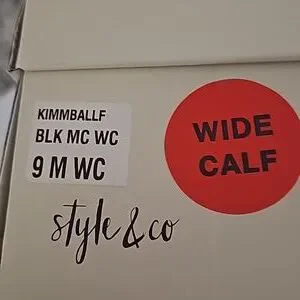 KIMMBALLF
BLK MC WC
9 M WC
WIDE
CALF
style & co